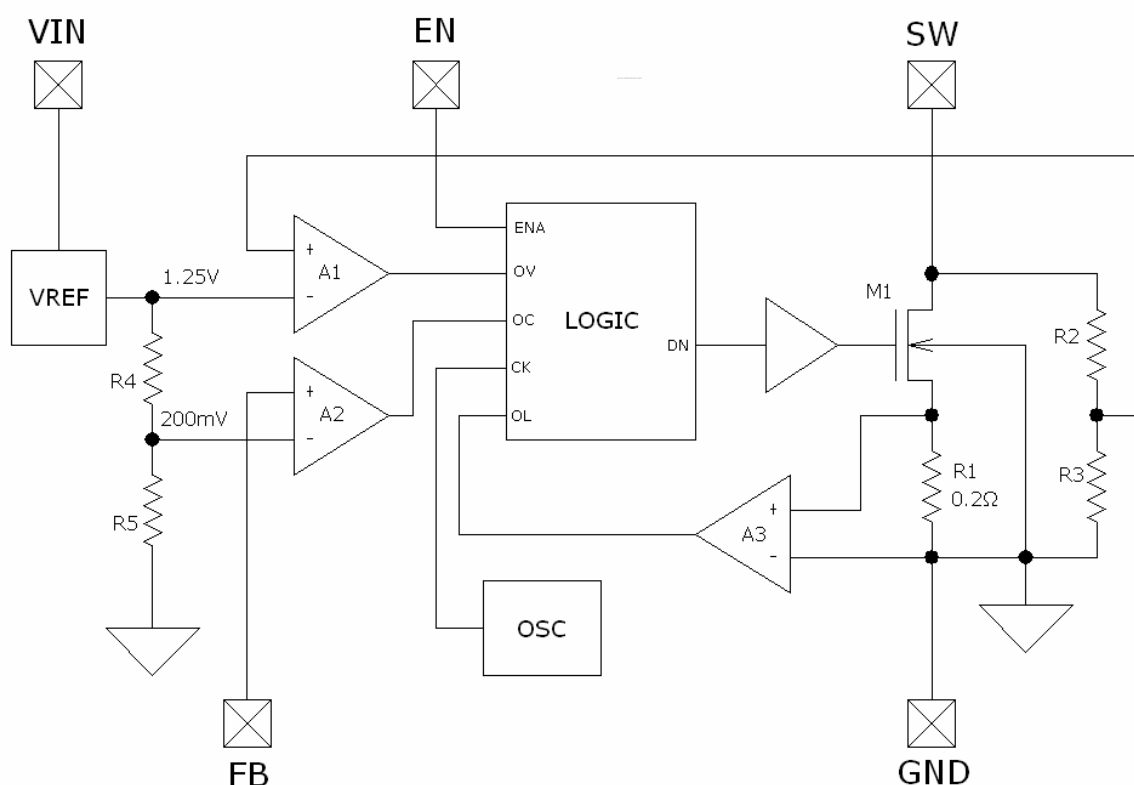 VIN
EN
SW
ENA
+
A1
-
OV
1.25V
VREF
M1
OC
LOGIC
R2
DN
CK
R4
+
A2
-
200mV
OL
R1
0.2Ω
R3
+
A3
-
R5
OSC
FB
GND